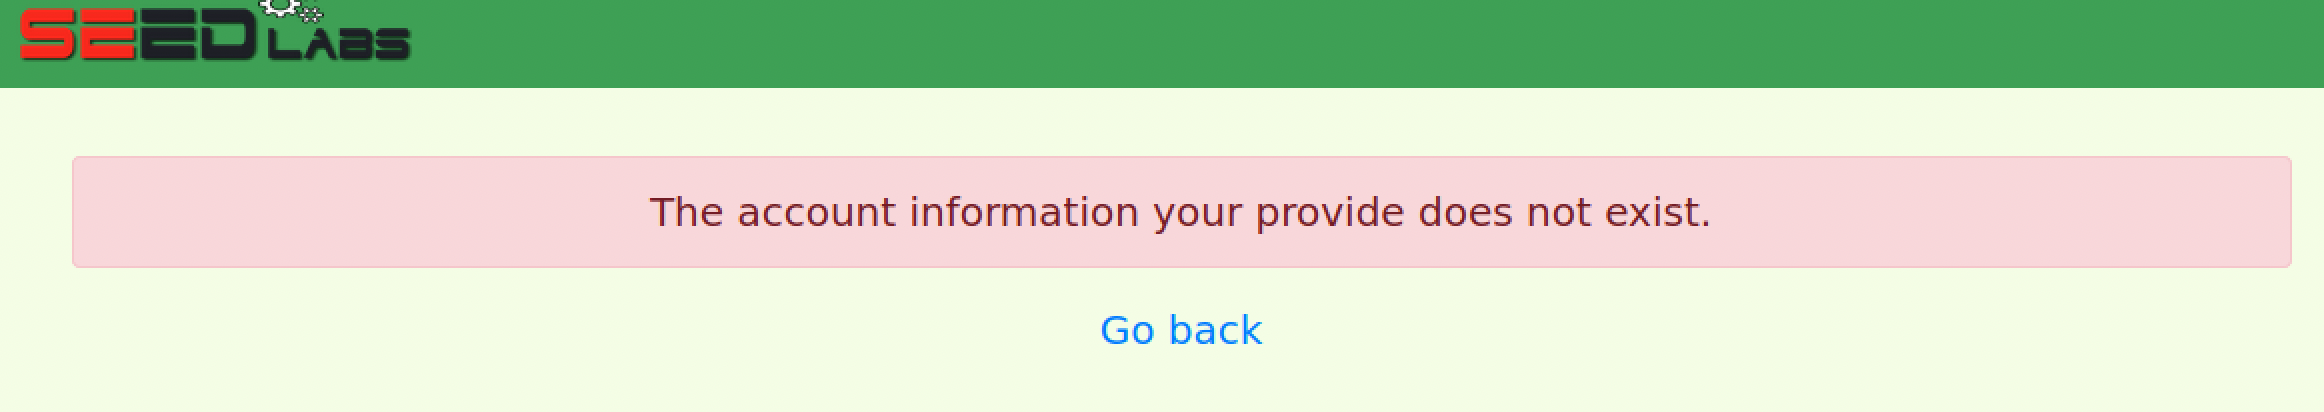 SEED LABS
The account information your provide does not exist.
Go back